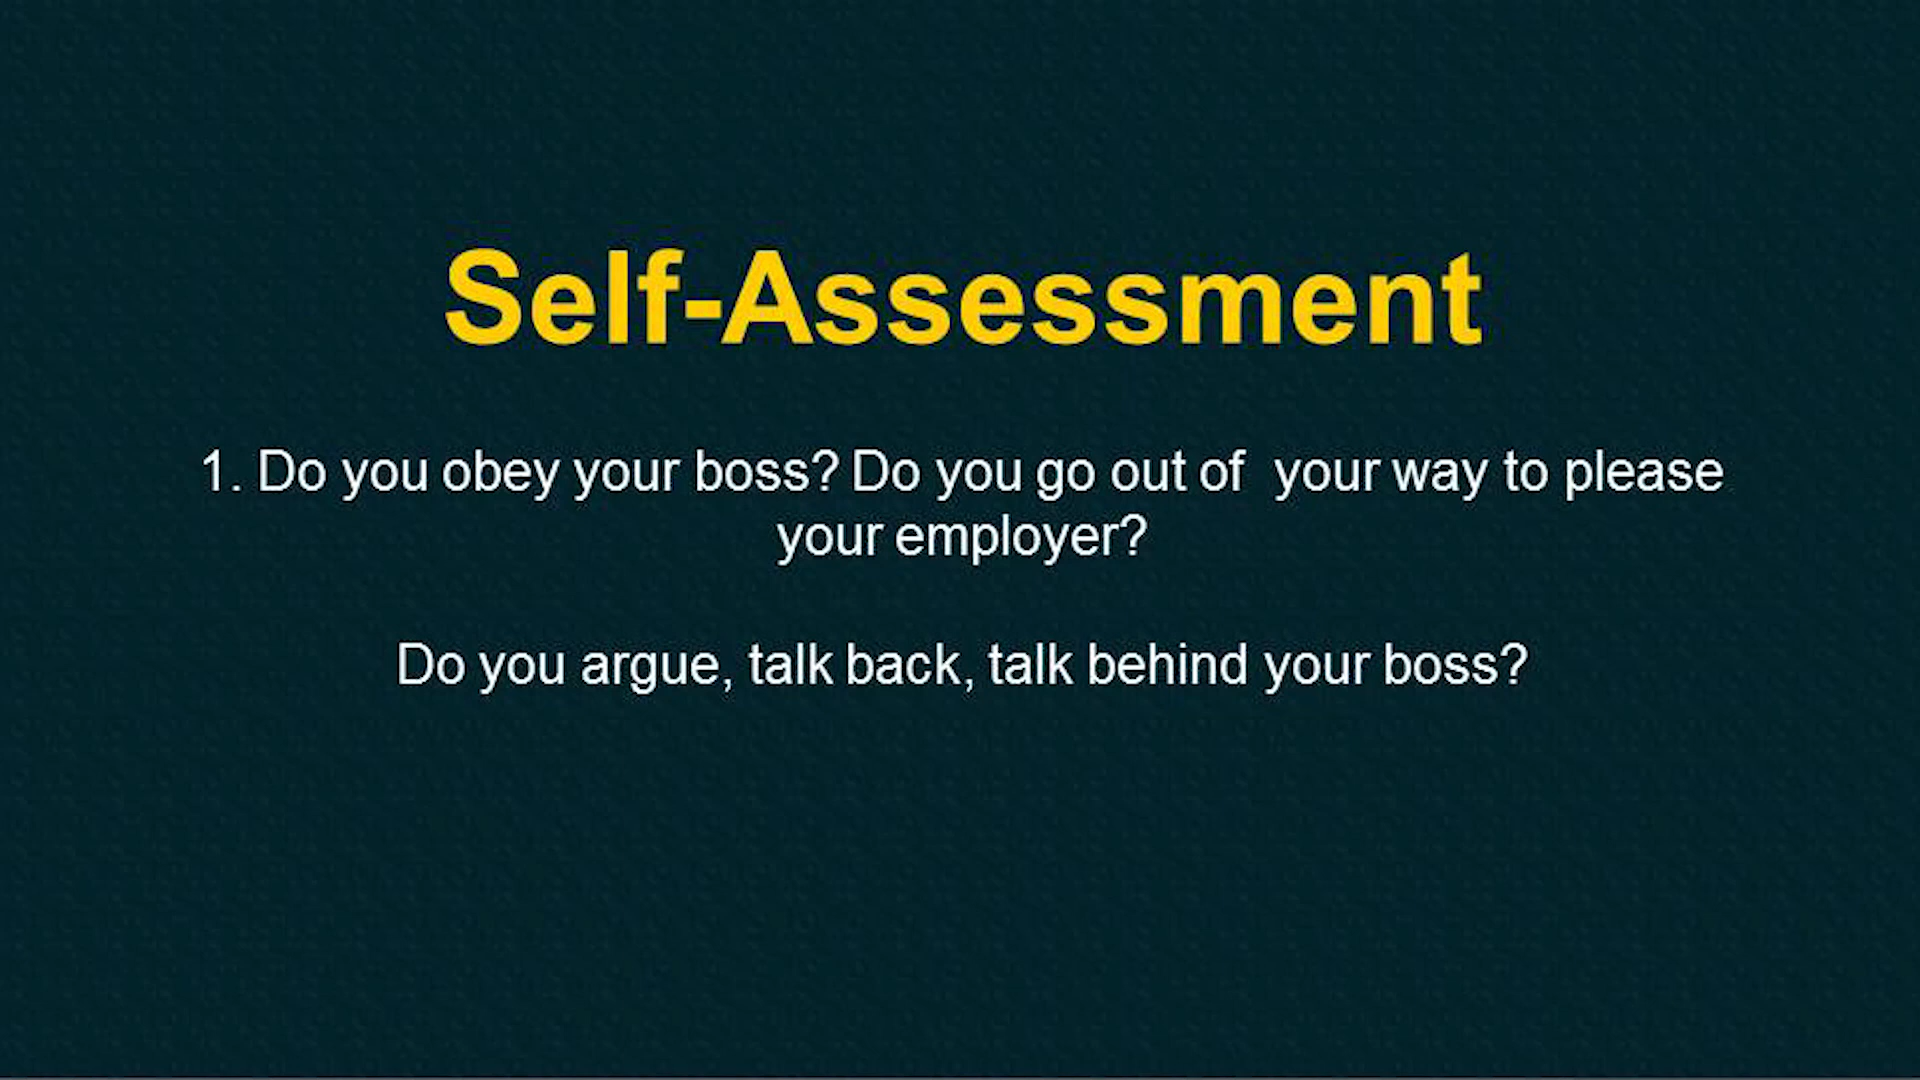 Self-Assessment
1. Do you obey your boss? Do you go out of  your way to please
your employer?
Do you argue, talk back, talk behind your boss?